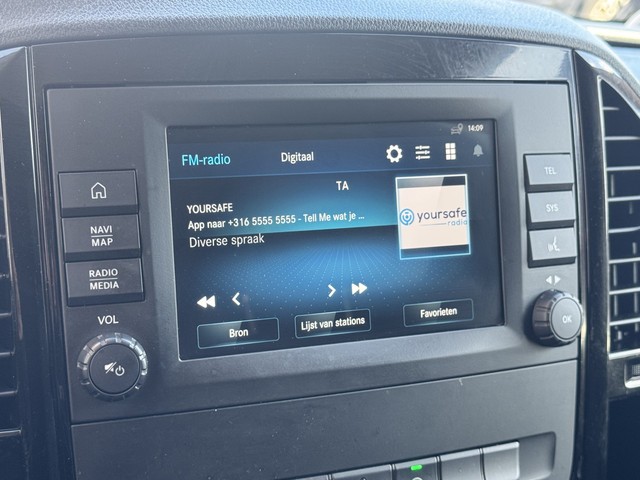 14:09
FM-radio
Digitaal
TA
YOURSAFE
App naar +316 5555 5555 - Tell Me wat je ...
Diverse spraak
yoursafe
radio
Bron
Lijst van stations
Favorieten
NAVI
MAP
RADIO
MEDIA
VOL
TEL
SYS
OK